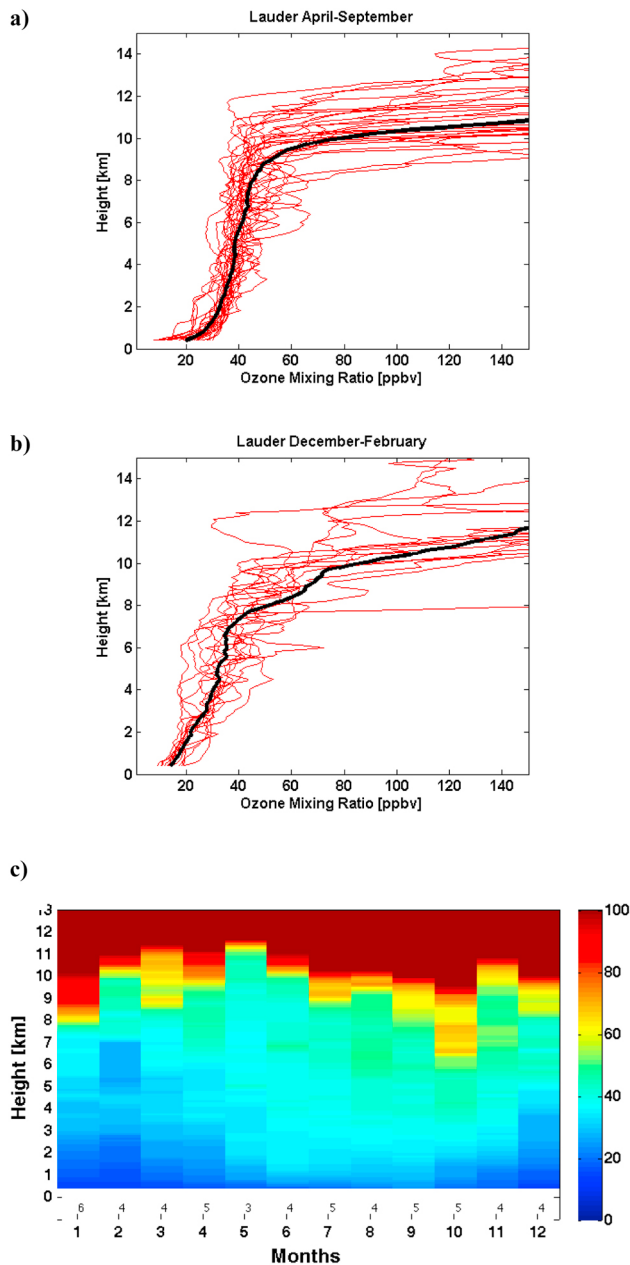 a)
Lauder April-September
14
12
10
8
6
4
2
0
Height [km]
20 40 60 80 100 120 140
Ozone Mixing Ratio [ppbv]
b)
Lauder December-February
14
12
10
8
6
4
2
0
Height [km]
20 40 60 80 100 120 140
Ozone Mixing Ratio [ppbv]
c)
13
12
11
10
9
8
7
6
5
4
3
2
1
0
Height [km]
100
80
60
40
20
0
6 4 4 5 3 4 5 4 5 5 4 4
1 2 3 4 5 6 7 8 9 10 11 12
Months